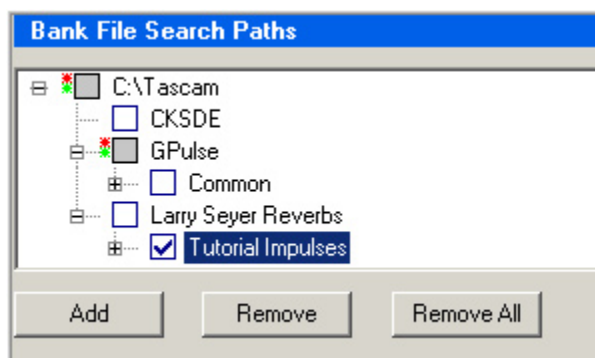 Bank File Search Paths
C:\Tascam
CKSDE
GPulse
Common
Larry Seyer Reverbs
Tutorial Impulses
Add Remove Remove All